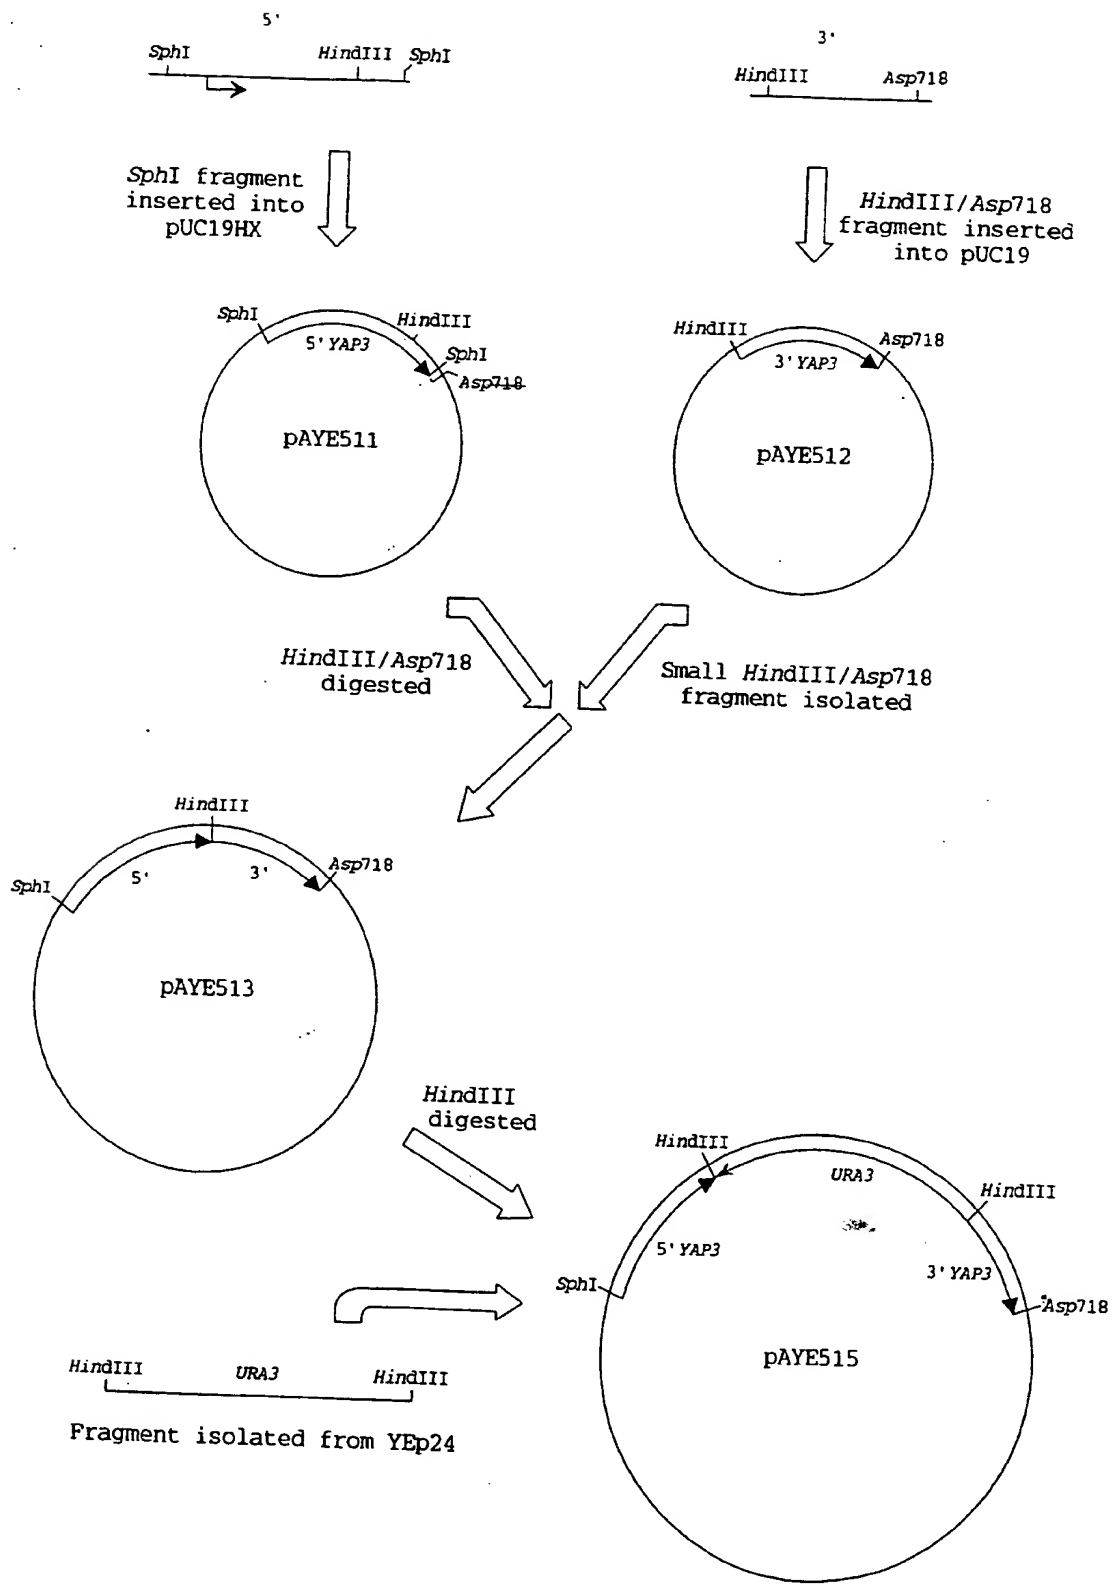 5'
SphI HindIII SphI
3'
HindIII Asp718
SphI fragment
inserted into
pUC19HX
HindIII/Asp718
fragment inserted
into pUC19
SphI
HindIII
5' YAP3
SphI
Asp718
pAYE511
HindIII
Asp718
3' YAP3
pAYE512
HindIII/Asp718
digested
Small HindIII/Asp718
fragment isolated
HindIII
Asp718
5'
3'
SphI
pAYE513
HindIII
digested
HindIII
URA3
HindIII
5' YAP3
3' YAP3
SphI
Asp718
pAYE515
HindIII URA3 HindIII
Fragment isolated from YEp24